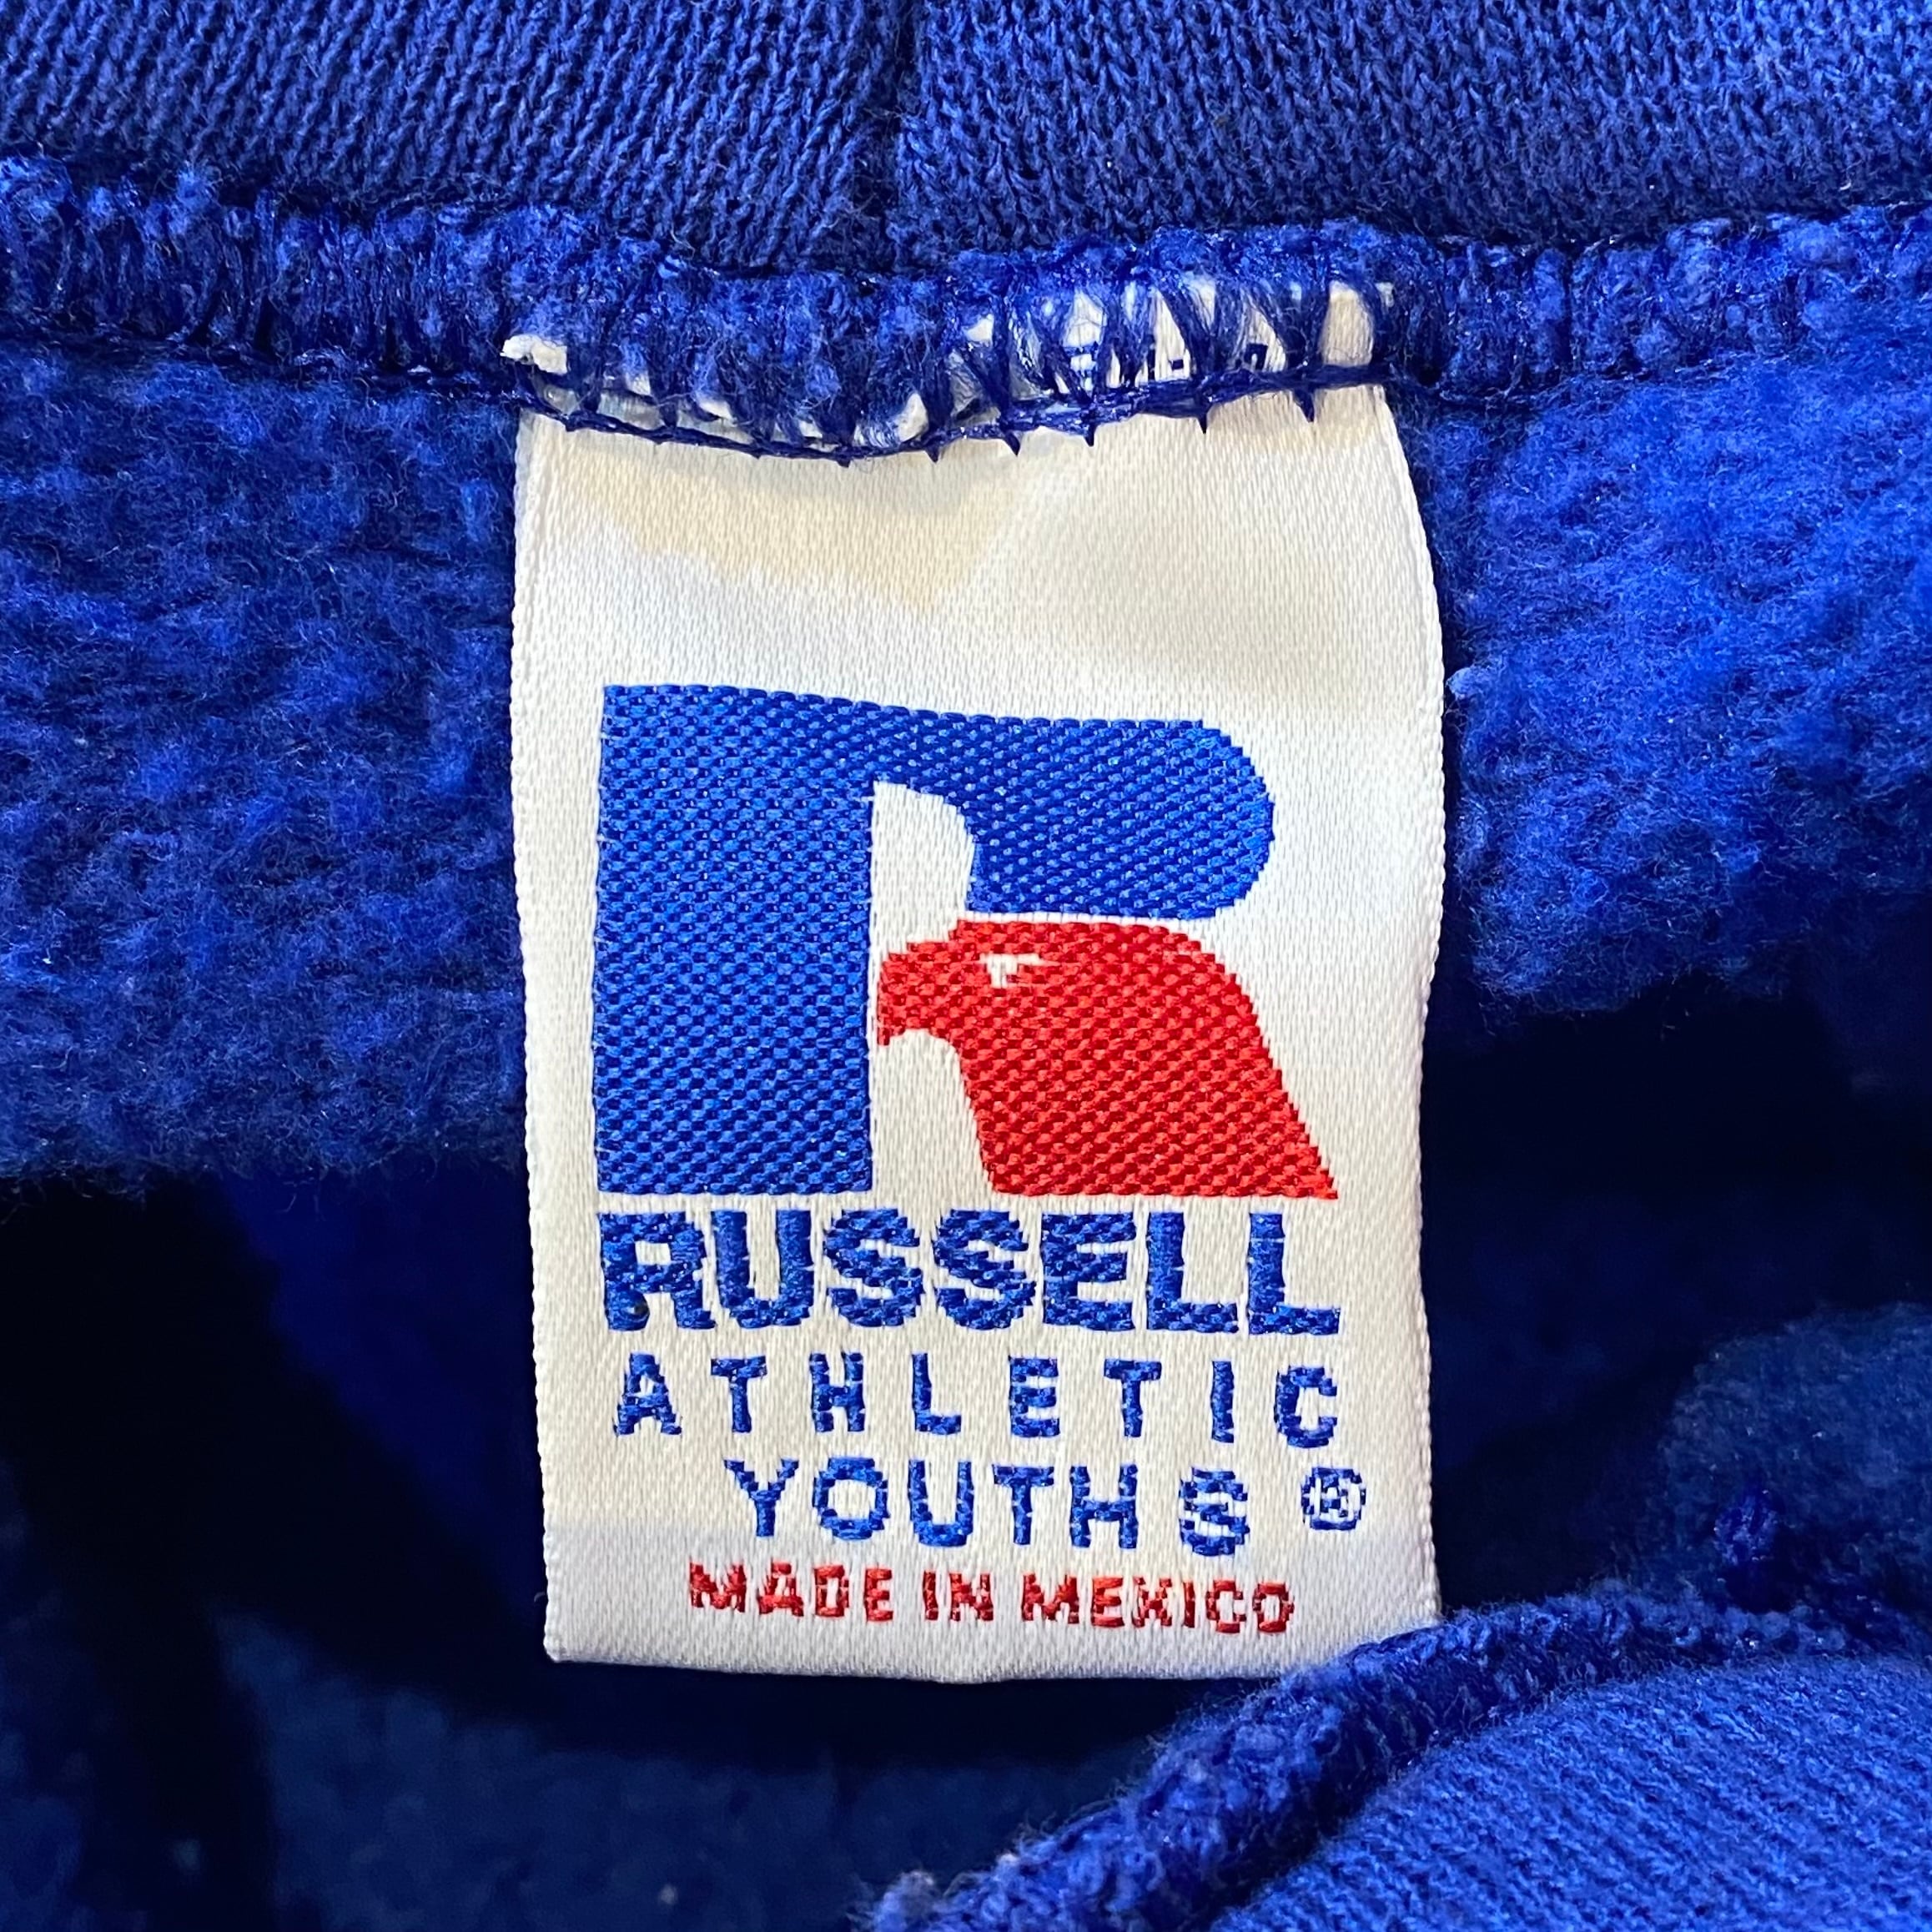 RUSSELL
ATHLETIC
YOUTH S ®
MADE IN MEXICO